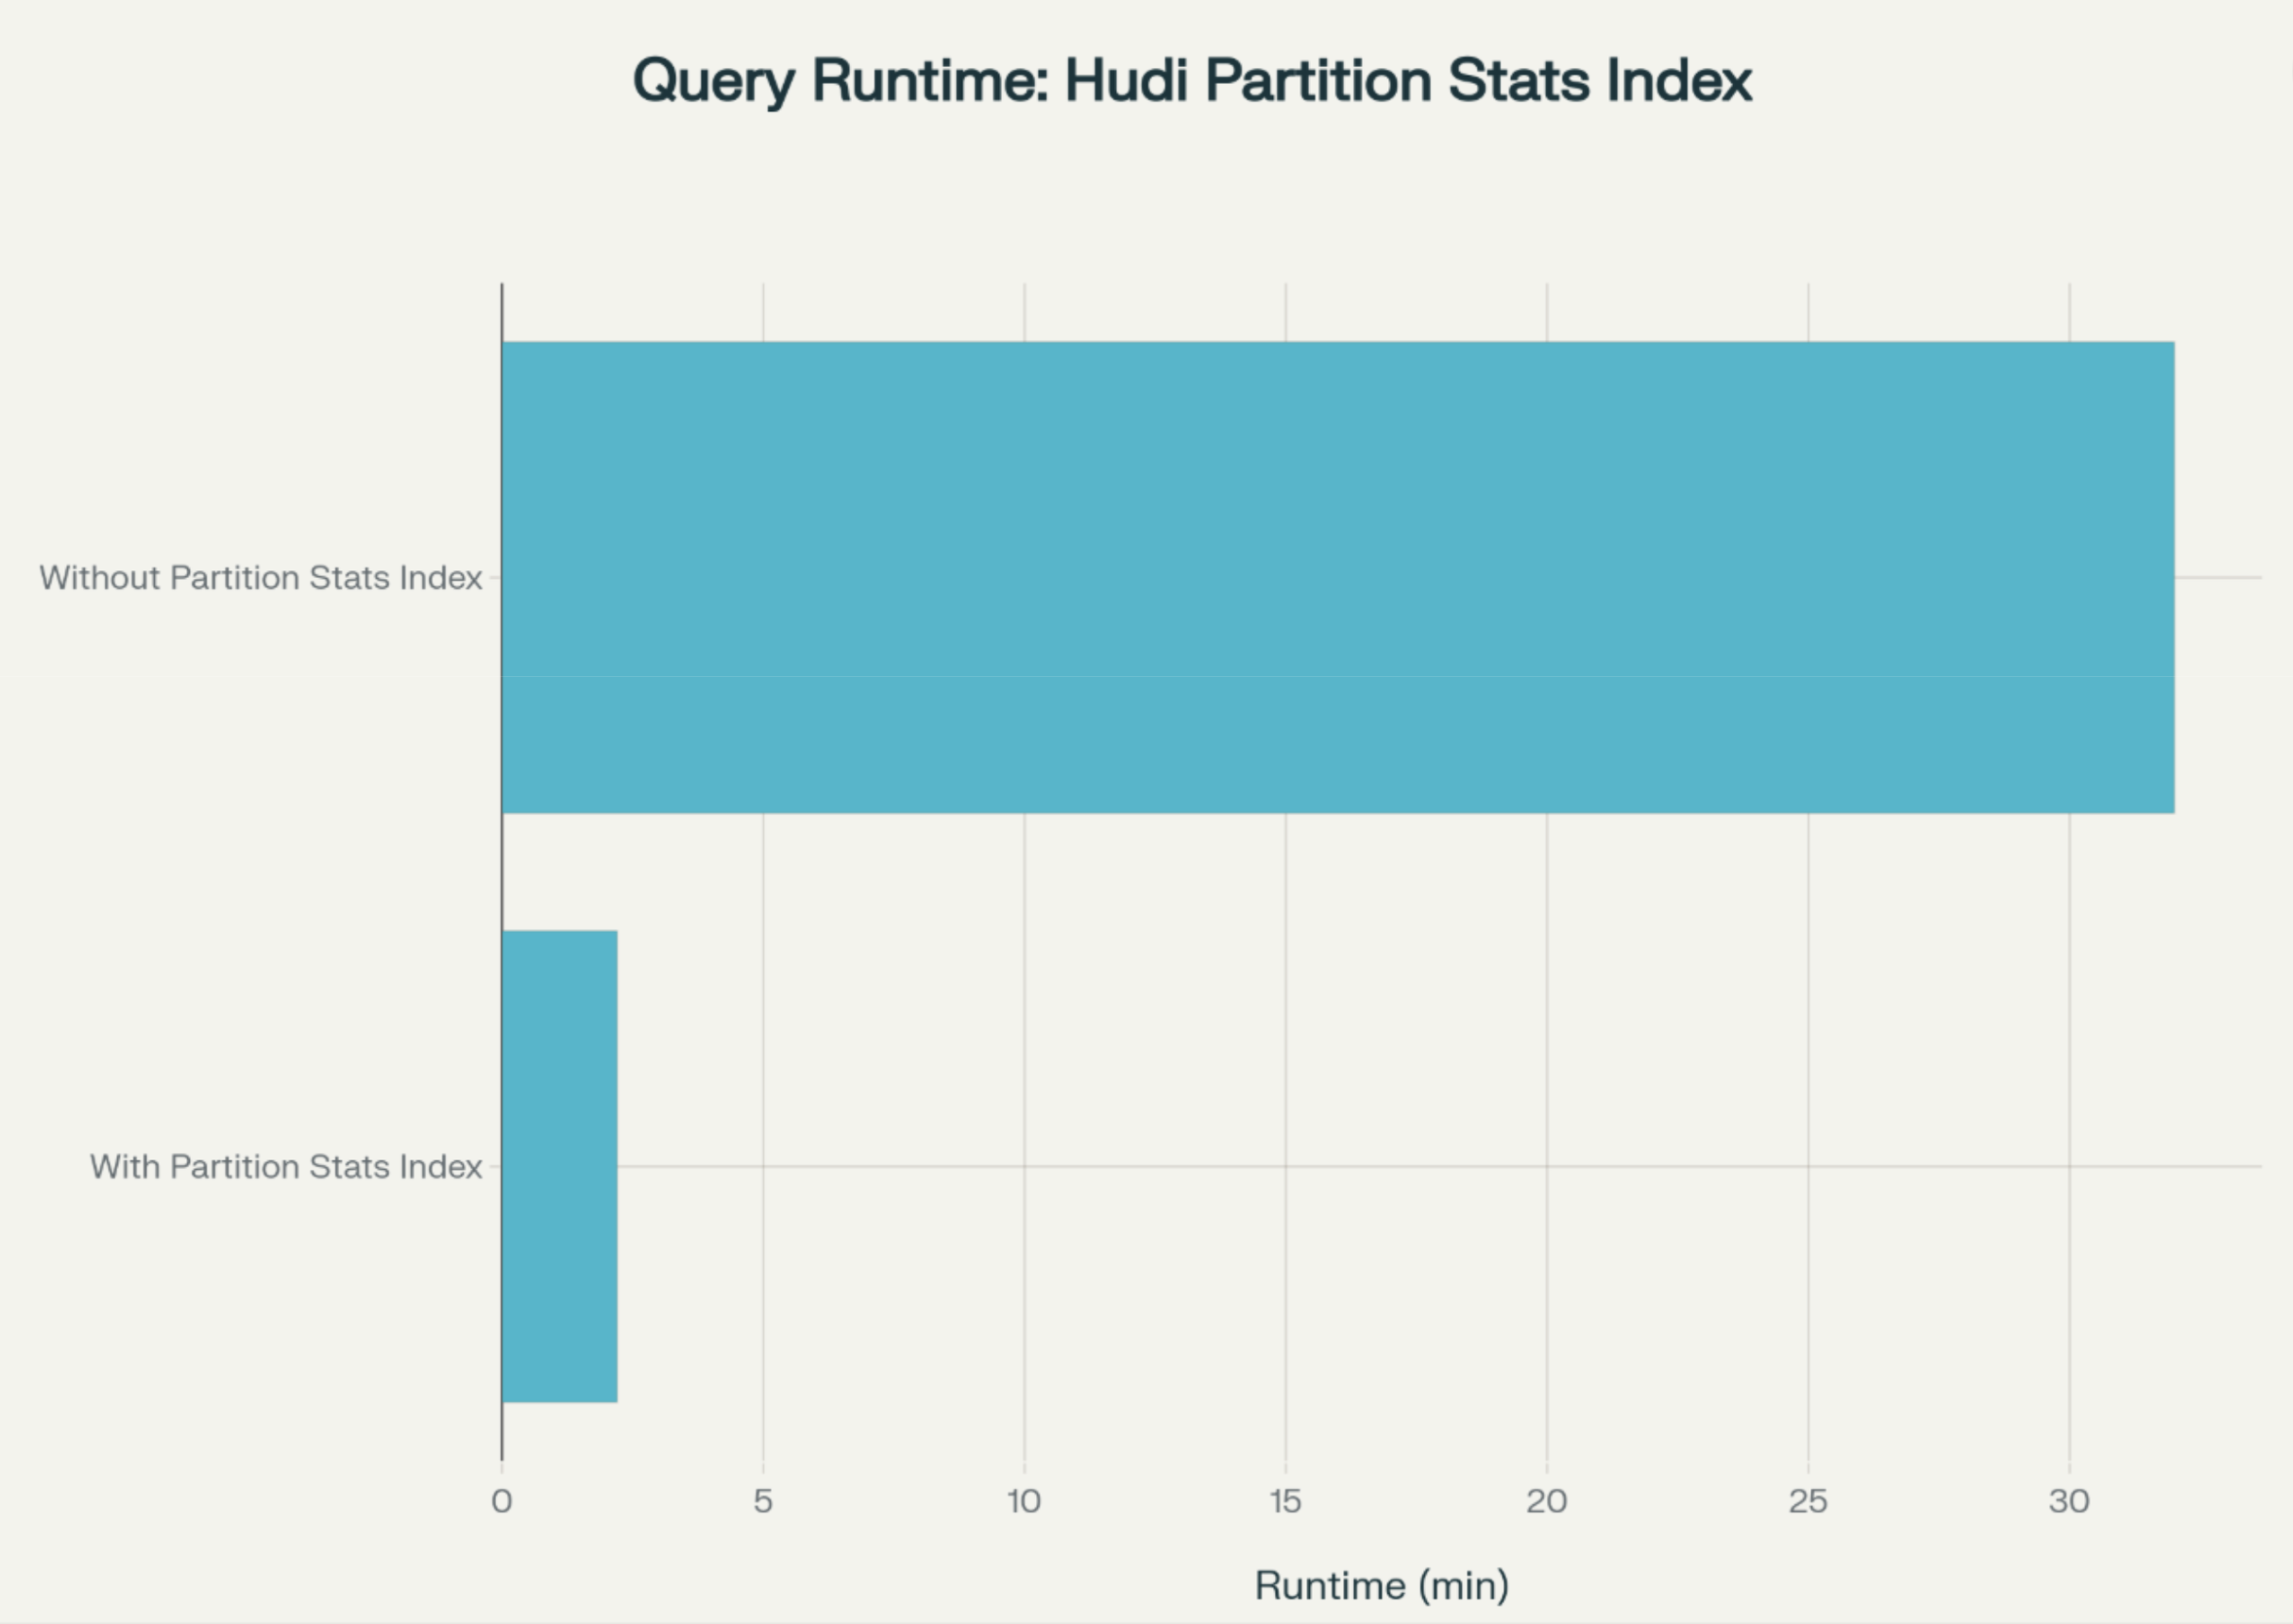 Query Runtime: Hudi Partition Stats Index
Without Partition Stats Index
With Partition Stats Index
0 5 10 15 20 25 30
Runtime (min)